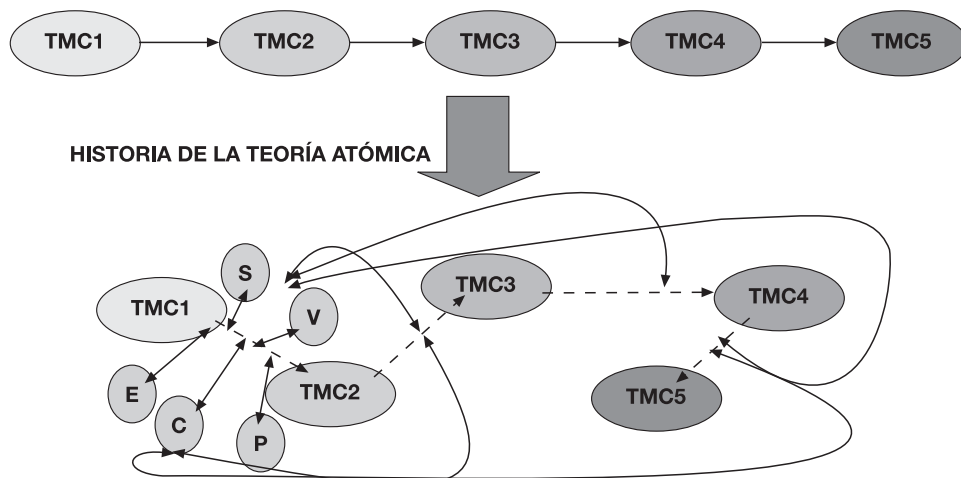 TMC1
TMC2
TMC3
TMC4
TMC5
HISTORIA DE LA TEORÍA ATÓMICA
S
TMC1
V
TMC3
TMC4
E
TMC2
TMC5
C
P